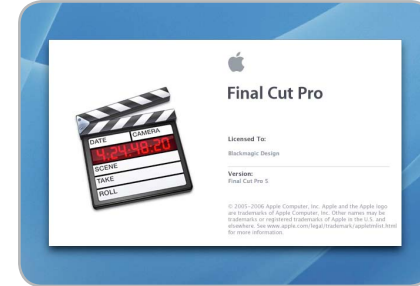 Final Cut Pro
DATE
CAMERA
4:24:48:20
SCENE
TAKE
ROLL
Licensed To:
Blackmagic Design
Version:
Final Cut Pro 5
© 2005-2006 Apple Computer, Inc. Apple and the Apple logo
are trademarks of Apple Computer, Inc. Other names may be
trademarks or registered trademarks of Apple in the U.S. and
elsewhere. See www.apple.com/legal/trademark/appletmlist.html
for more information.